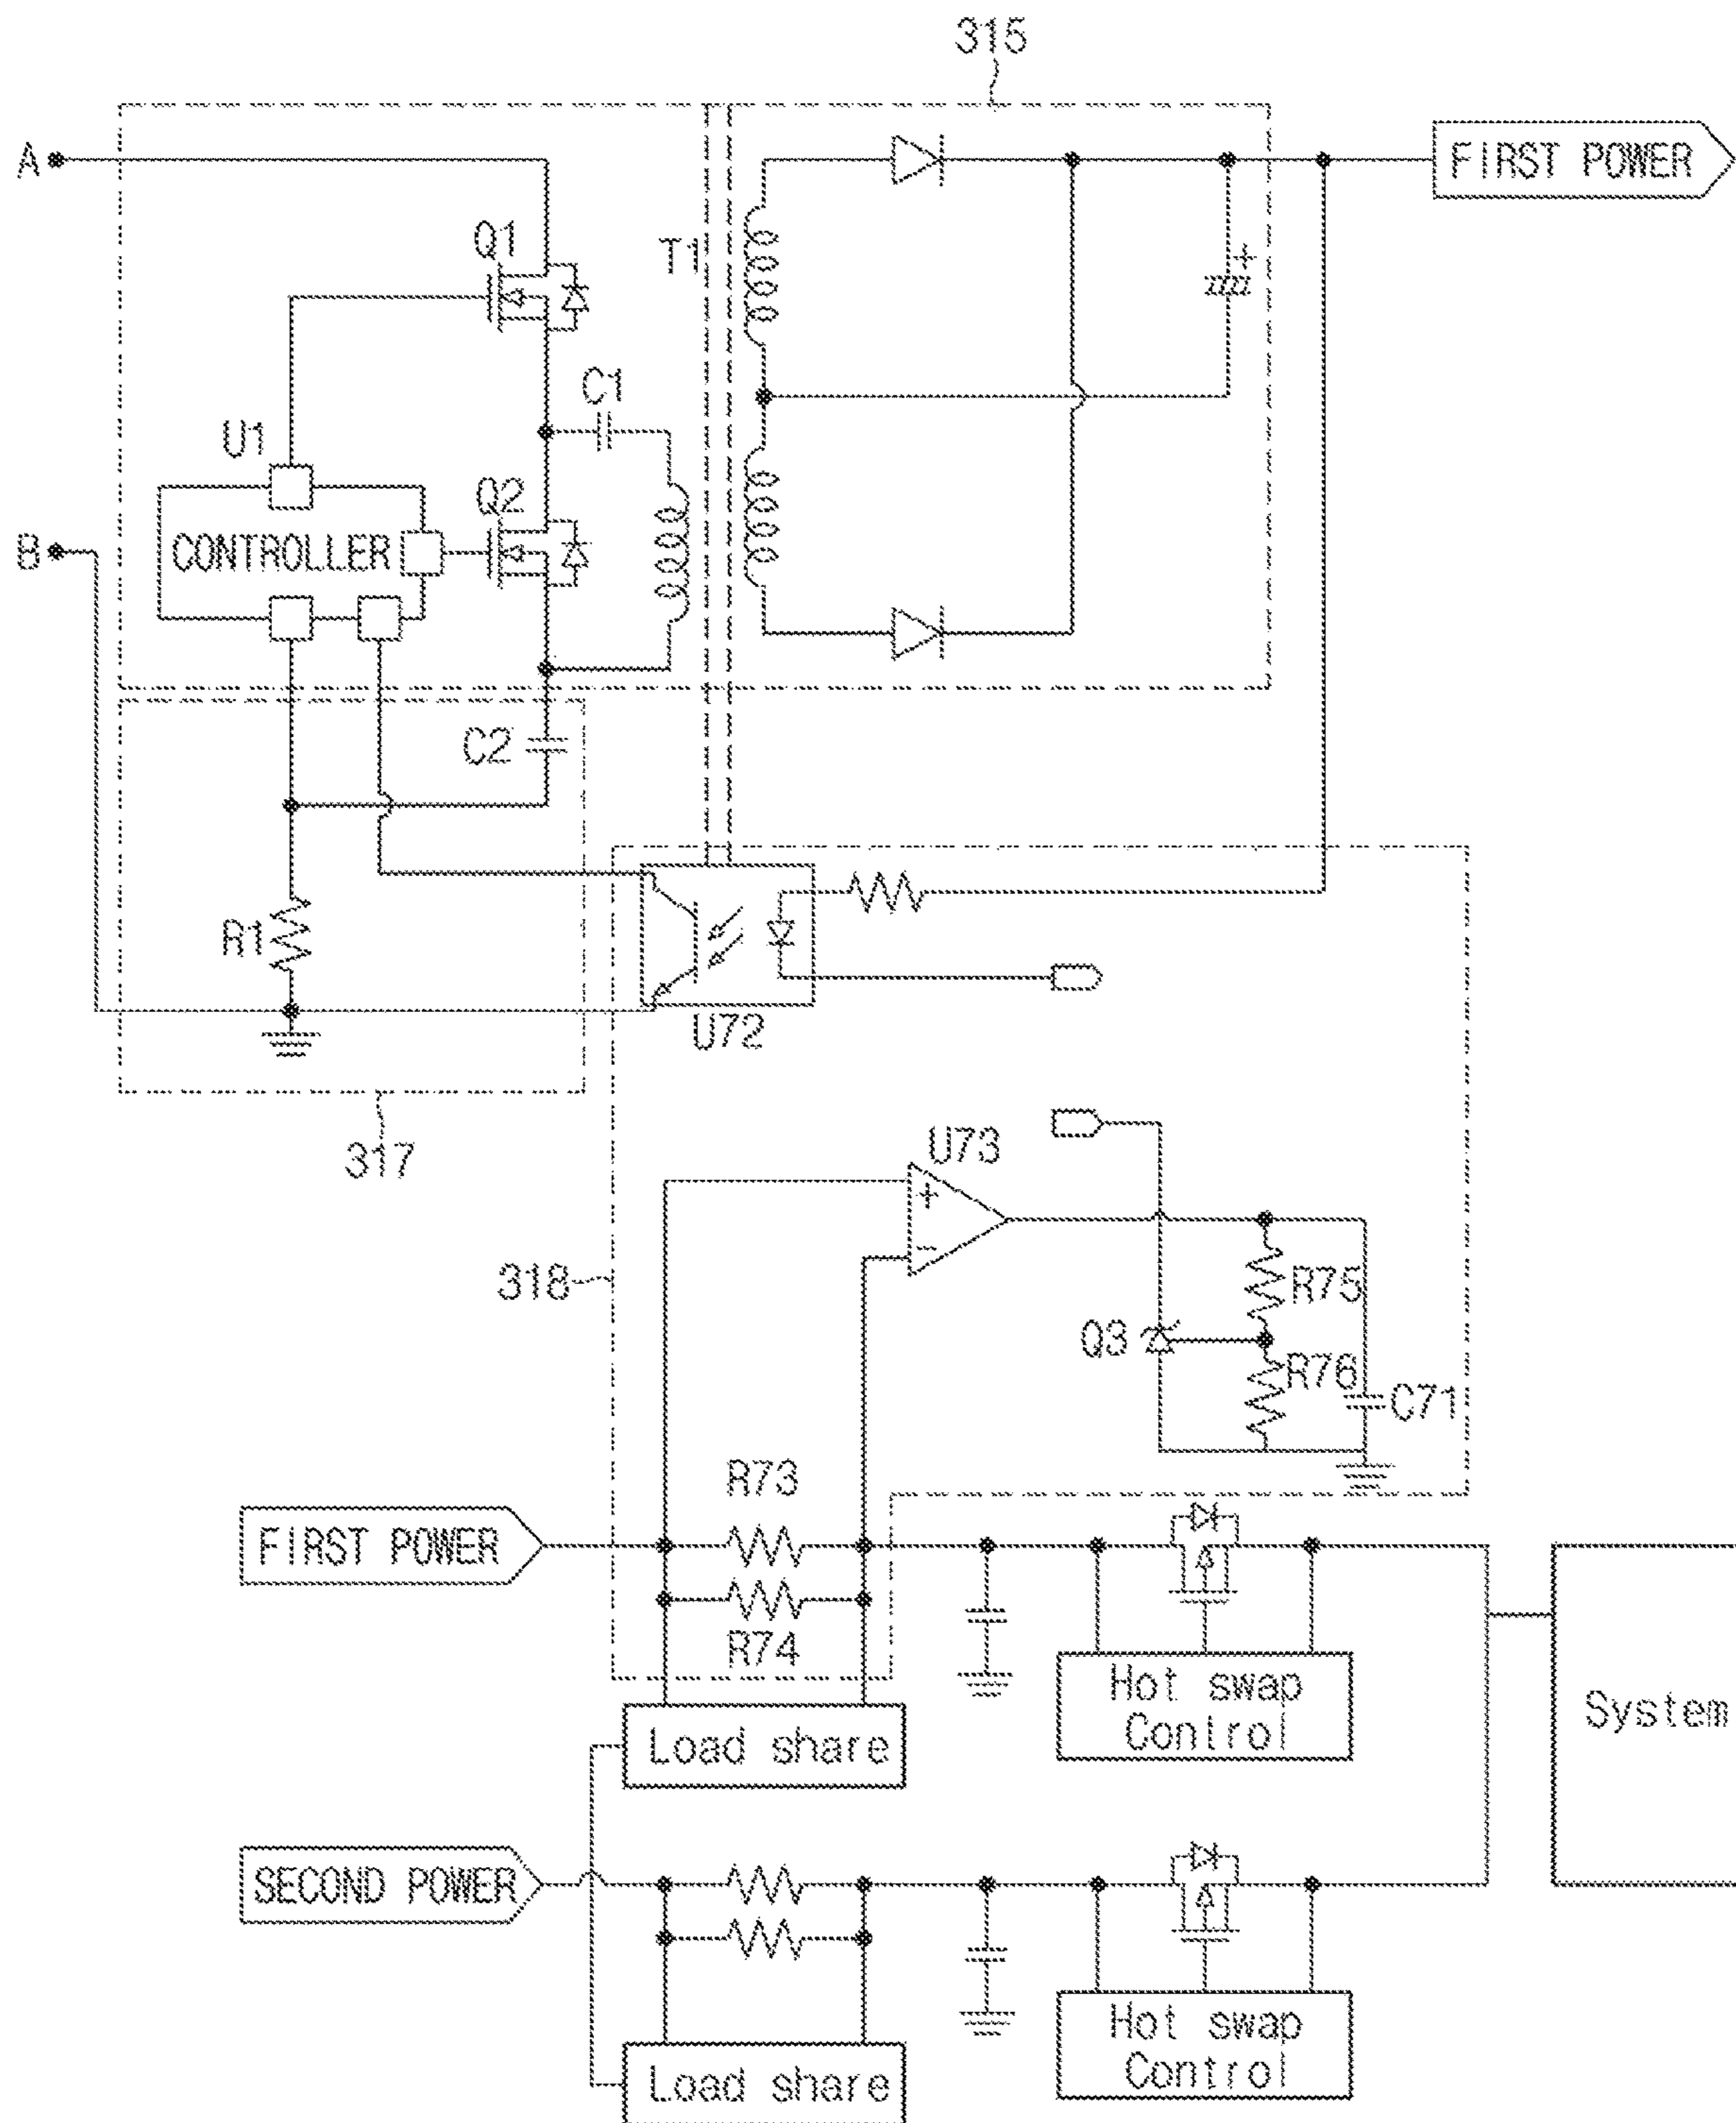 315
A
FIRST POWER
Q1
T1
C1
U1
Q2
B
CONTROLLER
C2
R1
U72
317
U73
318
R75
Q3
R76
C71
R73
FIRST POWER
R74
Hot swap
Control
System
Load share
SECOND POWER
Hot swap
Control
Load share